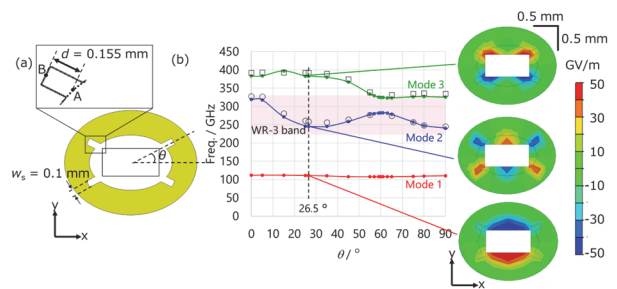 0.5 mm
0.5 mm
(a)
d = 0.155 mm
B
A
(b)
θ
ws = 0.1 mm
y
x
Freq. / GHz
450
400
350
300
250
200
150
100
50
0
0 10 20 30 40 50 60 70 80 90
26.5 °
θ / °
Mode 3
WR-3 band
Mode 2
Mode 1
GV/m
50
30
10
-10
-30
-50
y
x